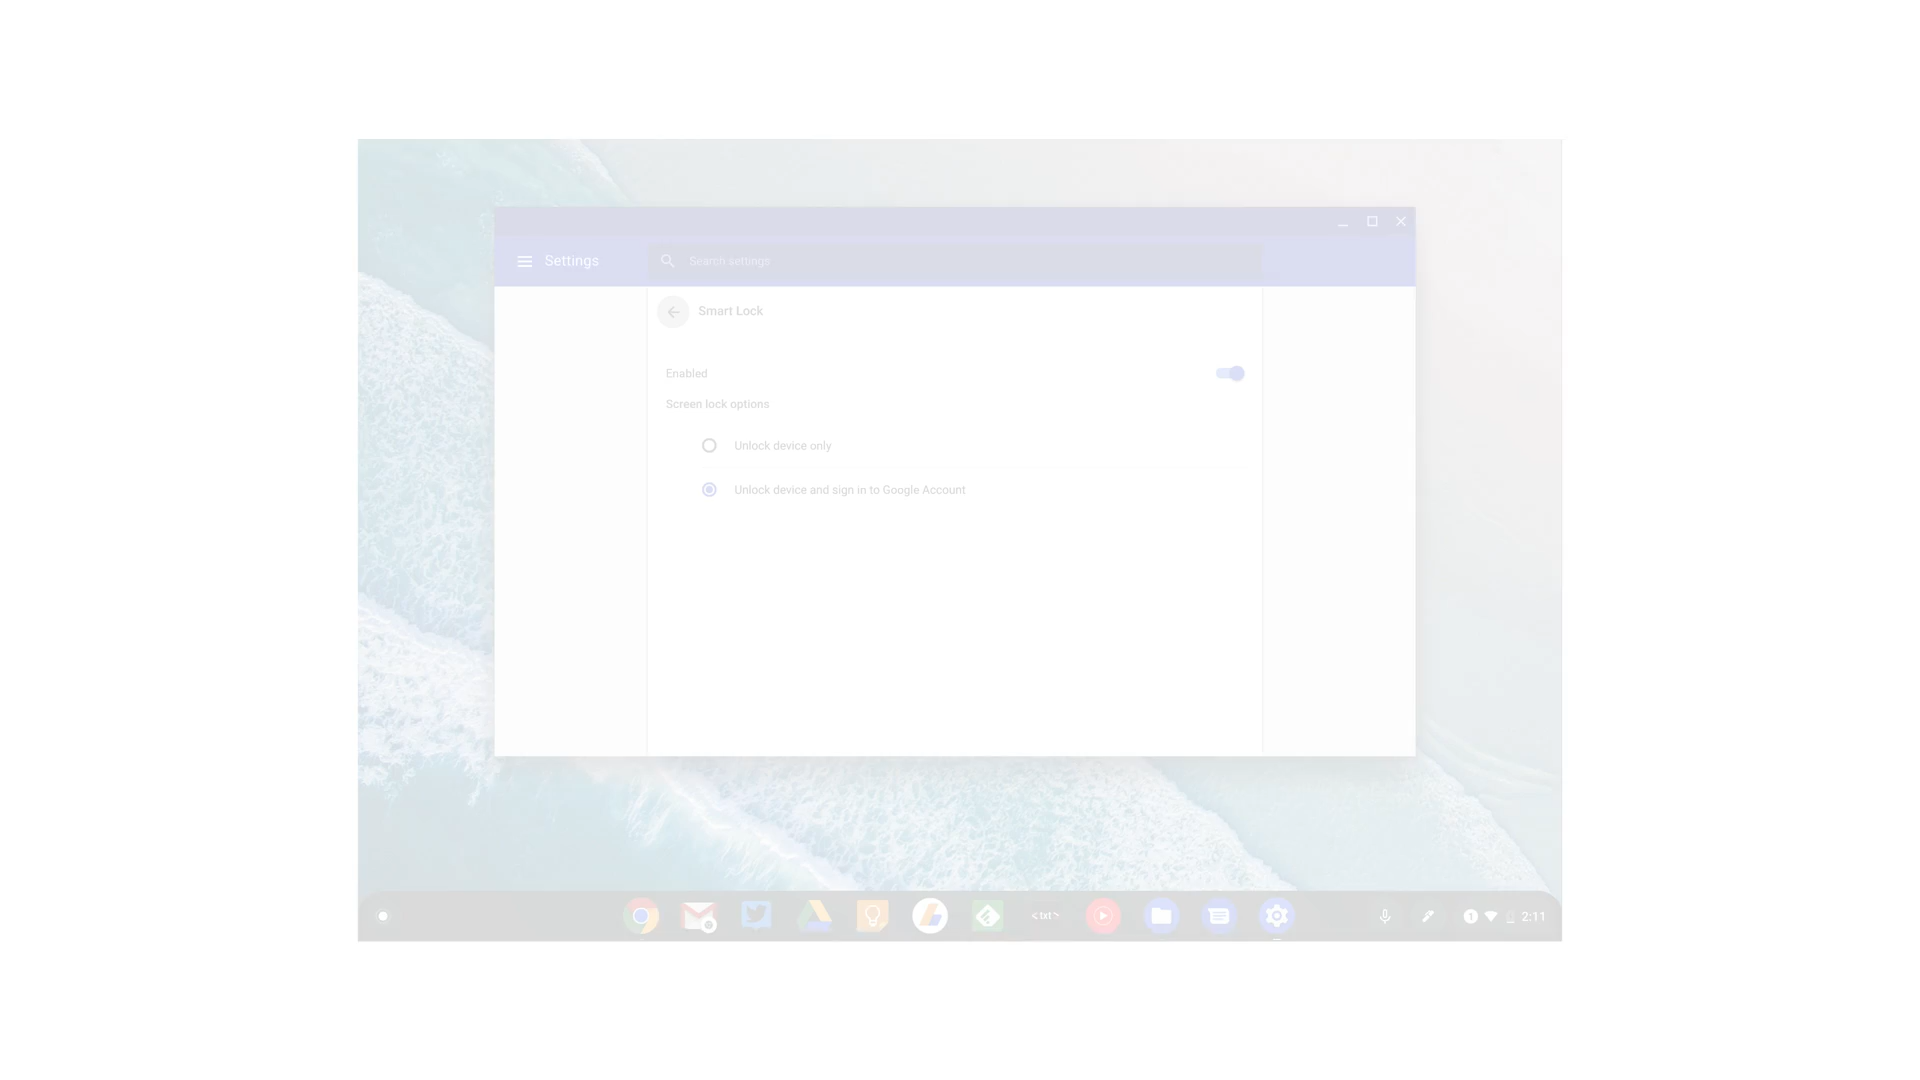 Settings
Search settings
Smart Lock
Enabled
Screen lock options
Unlock device only
Unlock device and sign in to Google Account
<txt>
1
2:11